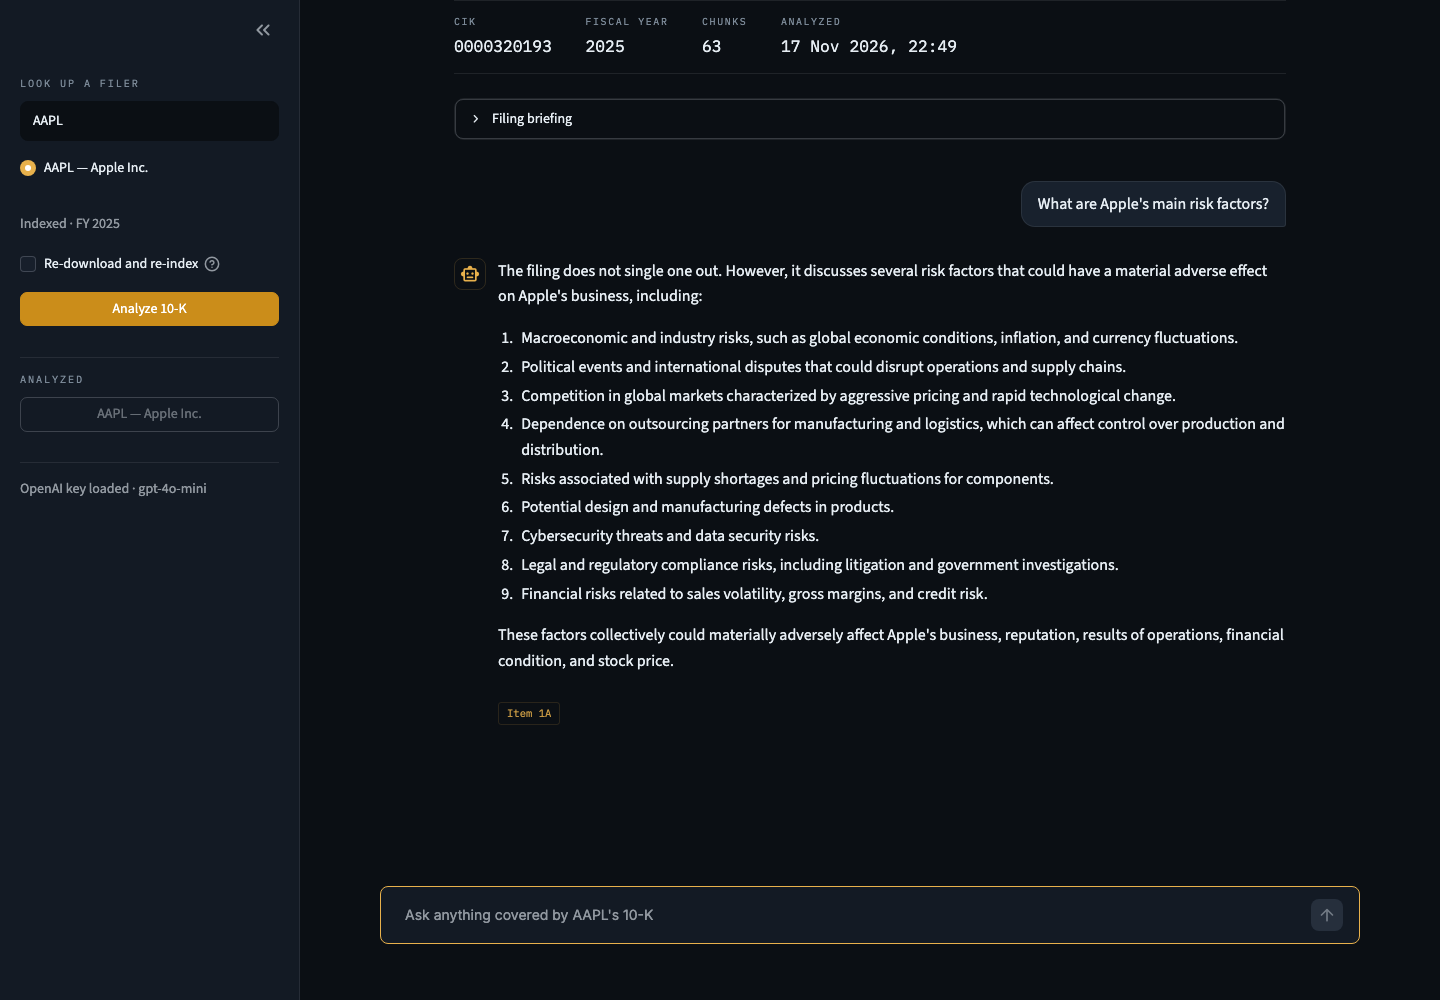 LOOK UP A FILER
AAPL
AAPL — Apple Inc.
Indexed · FY 2025
Re-download and re-index
Analyze 10-K
ANALYZED
AAPL — Apple Inc.
OpenAI key loaded · gpt-4o-mini
CIK FISCAL YEAR CHUNKS ANALYZED
0000320193 2025 63 17 Nov 2026, 22:49
Filing briefing
What are Apple's main risk factors?
The filing does not single one out. However, it discusses several risk factors that could have a material adverse effect
on Apple's business, including:
1. Macroeconomic and industry risks, such as global economic conditions, inflation, and currency fluctuations.
2. Political events and international disputes that could disrupt operations and supply chains.
3. Competition in global markets characterized by aggressive pricing and rapid technological change.
4. Dependence on outsourcing partners for manufacturing and logistics, which can affect control over production and
distribution.
5. Risks associated with supply shortages and pricing fluctuations for components.
6. Potential design and manufacturing defects in products.
7. Cybersecurity threats and data security risks.
8. Legal and regulatory compliance risks, including litigation and government investigations.
9. Financial risks related to sales volatility, gross margins, and credit risk.
These factors collectively could materially adversely affect Apple's business, reputation, results of operations, financial
condition, and stock price.
Item 1A
Ask anything covered by AAPL's 10-K